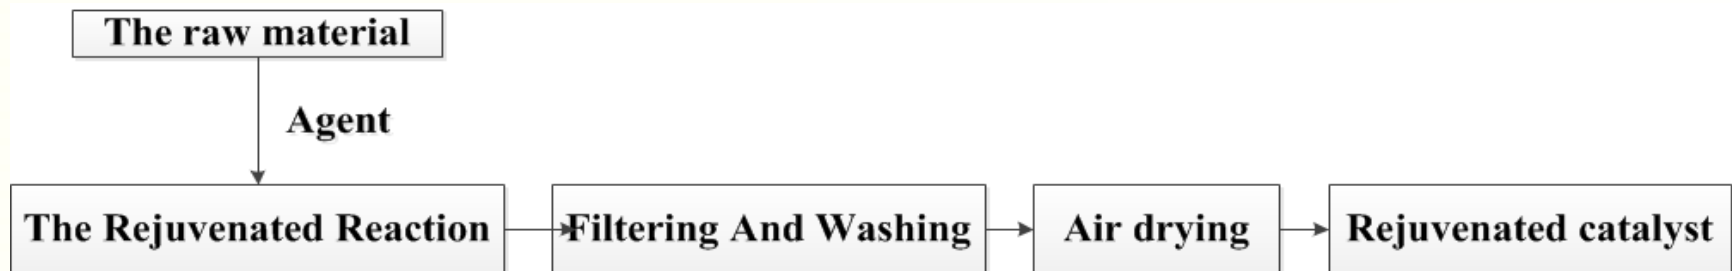 The raw material
Agent
The Rejuvenated Reaction
Filtering And Washing
Air drying
Rejuvenated catalyst